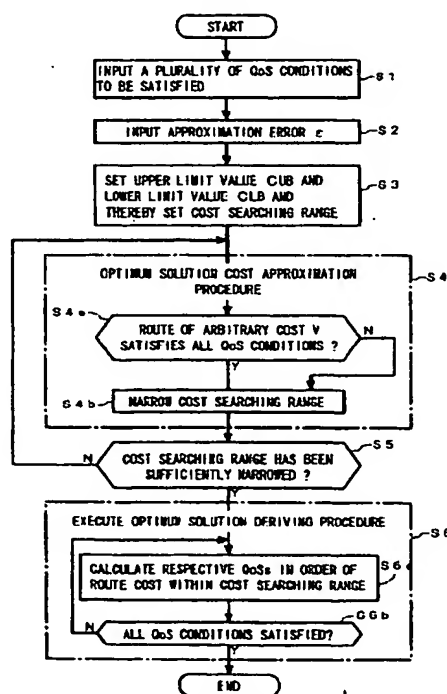 START
INPUT A PLURALITY OF QoS CONDITIONS
TO BE SATISFIED
S1
INPUT APPROXIMATION ERROR ε
S2
SET UPPER LIMIT VALUE CUB AND
LOWER LIMIT VALUE CLB AND
THEREBY SET COST SEARCHING RANGE
S3
OPTIMUM SOLUTION COST APPROXIMATION
PROCEDURE
S4
S4a
ROUTE OF ARBITRARY COST V
SATISFIES ALL QoS CONDITIONS ?
N
Y
S4b
NARROW COST SEARCHING RANGE
S5
COST SEARCHING RANGE HAS BEEN
SUFFICIENTLY NARROWED ?
N
Y
EXECUTE OPTIMUM SOLUTION DERIVING PROCEDURE
S6
CALCULATE RESPECTIVE QoSs IN ORDER OF
ROUTE COST WITHIN COST SEARCHING RANGE
S6a
N
ALL QoS CONDITIONS SATISFIED?
S6b
Y
END